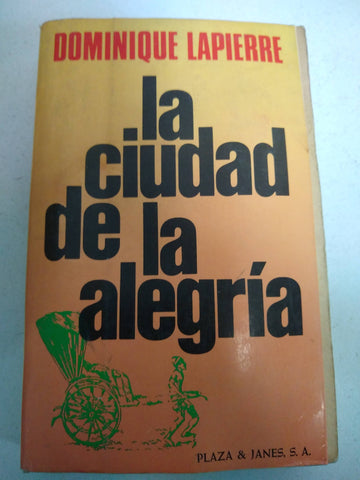 DOMINIQUE LAPIERRE
la
ciudad
de la
alegría
PLAZA & JANES, S. A.